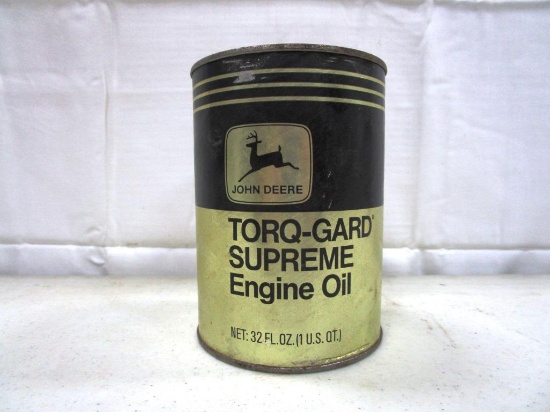 JOHN DEERE
TORQ-GARD®
SUPREME
Engine Oil
NET: 32 FL.OZ.(1 U.S. QT.)